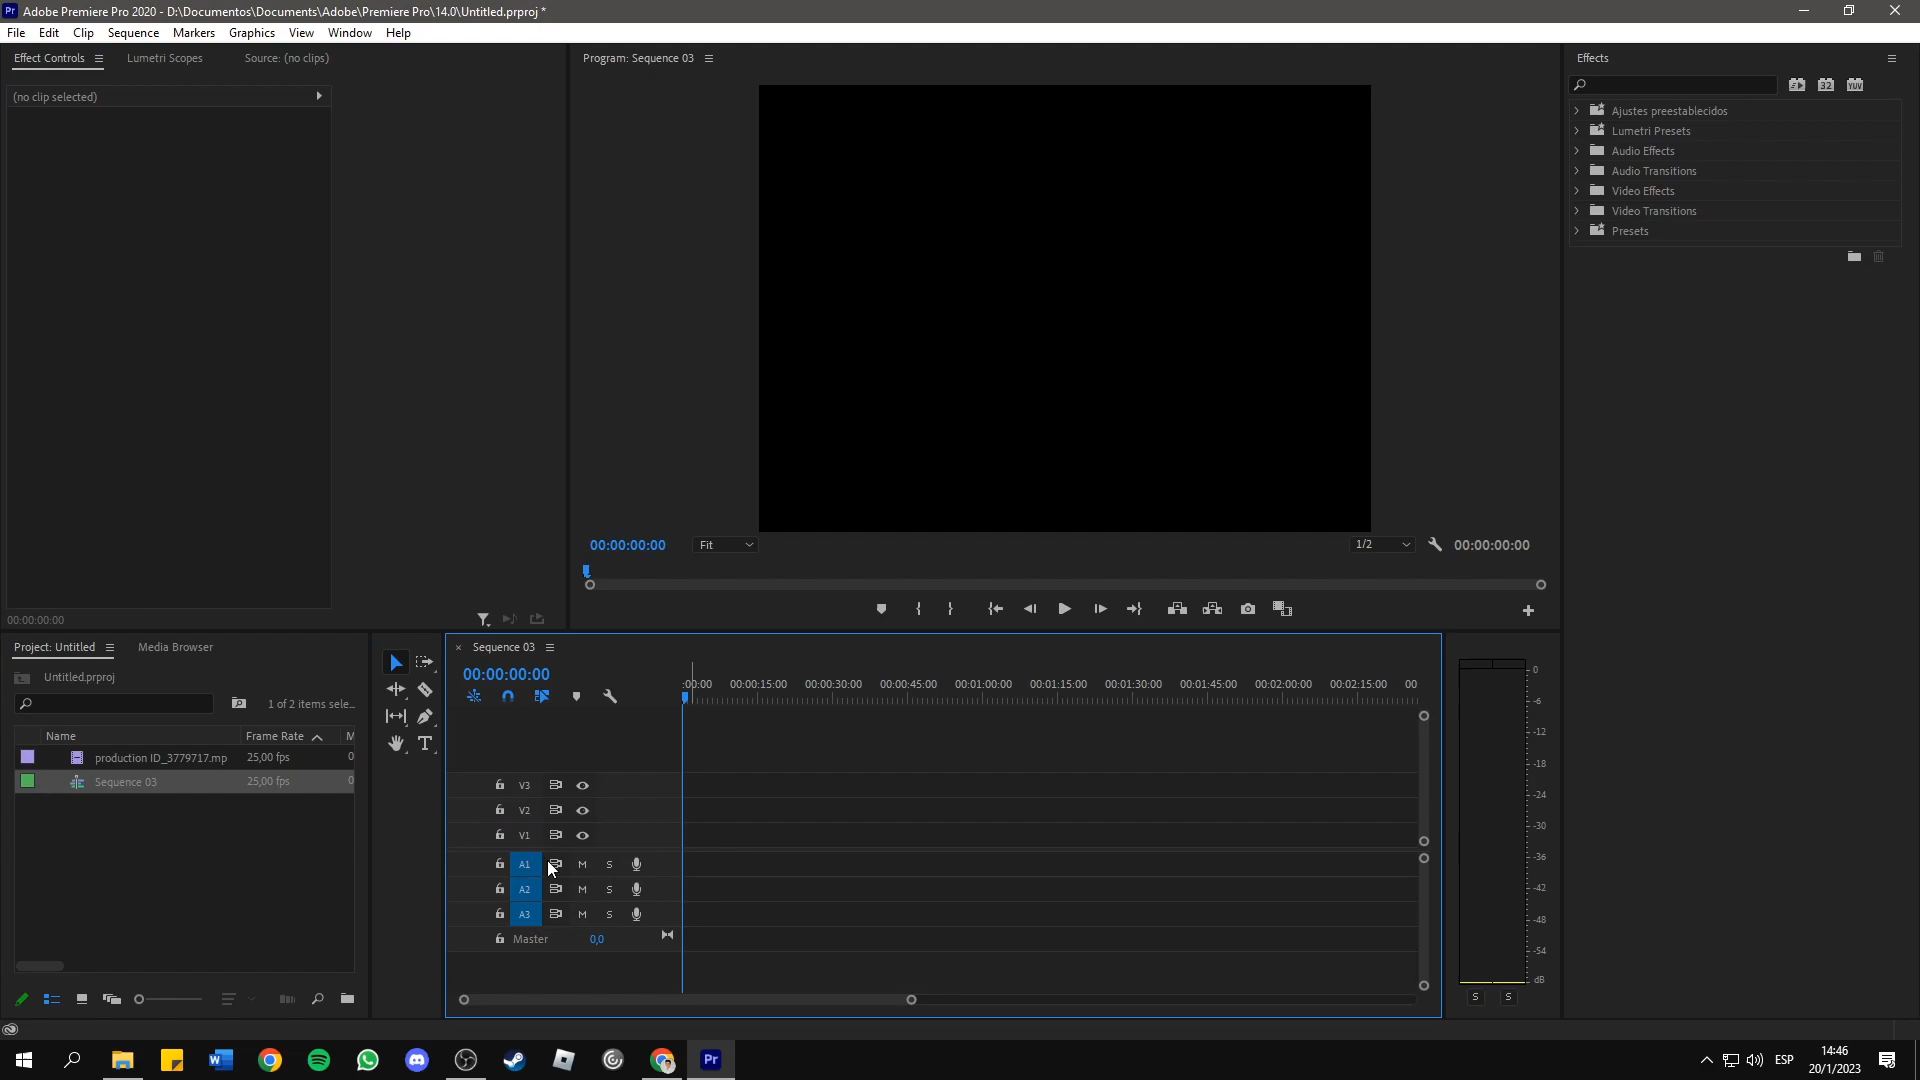 Pr Adobe Premiere Pro 2020 - D:\Documentos\Documents\Adobe\Premiere Pro\14.0\Untitled.prproj *
File Edit Clip Sequence Markers Graphics View Window Help
Effect Controls Lumetri Scopes Source: (no clips)
Program: Sequence 03
Effects
(no clip selected)
32 YUV
Ajustes preestablecidos
Lumetri Presets
Audio Effects
Audio Transitions
Video Effects
Video Transitions
Presets
00:00:00:00 Fit 1/2 00:00:00:00
00:00:00:00
Project: Untitled Media Browser
Untitled.prproj
1 of 2 items sele...
Name Frame Rate M
production ID_3779717.mp 25,00 fps 0
Sequence 03 25,00 fps 0
T
× Sequence 03
00:00:00:00
:00:00 00:00:15:00 00:00:30:00 00:00:45:00 00:01:00:00 00:01:15:00 00:01:30:00 00:01:45:00 00:02:00:00 00:02:15:00 00
V3
V2
V1
A1 M S
A2 M S
A3 M S
Master 0,0
0
-6
-12
-18
-24
-30
-36
-42
-48
-54
dB
S S
W
Pr
ESP
14:46
20/1/2023